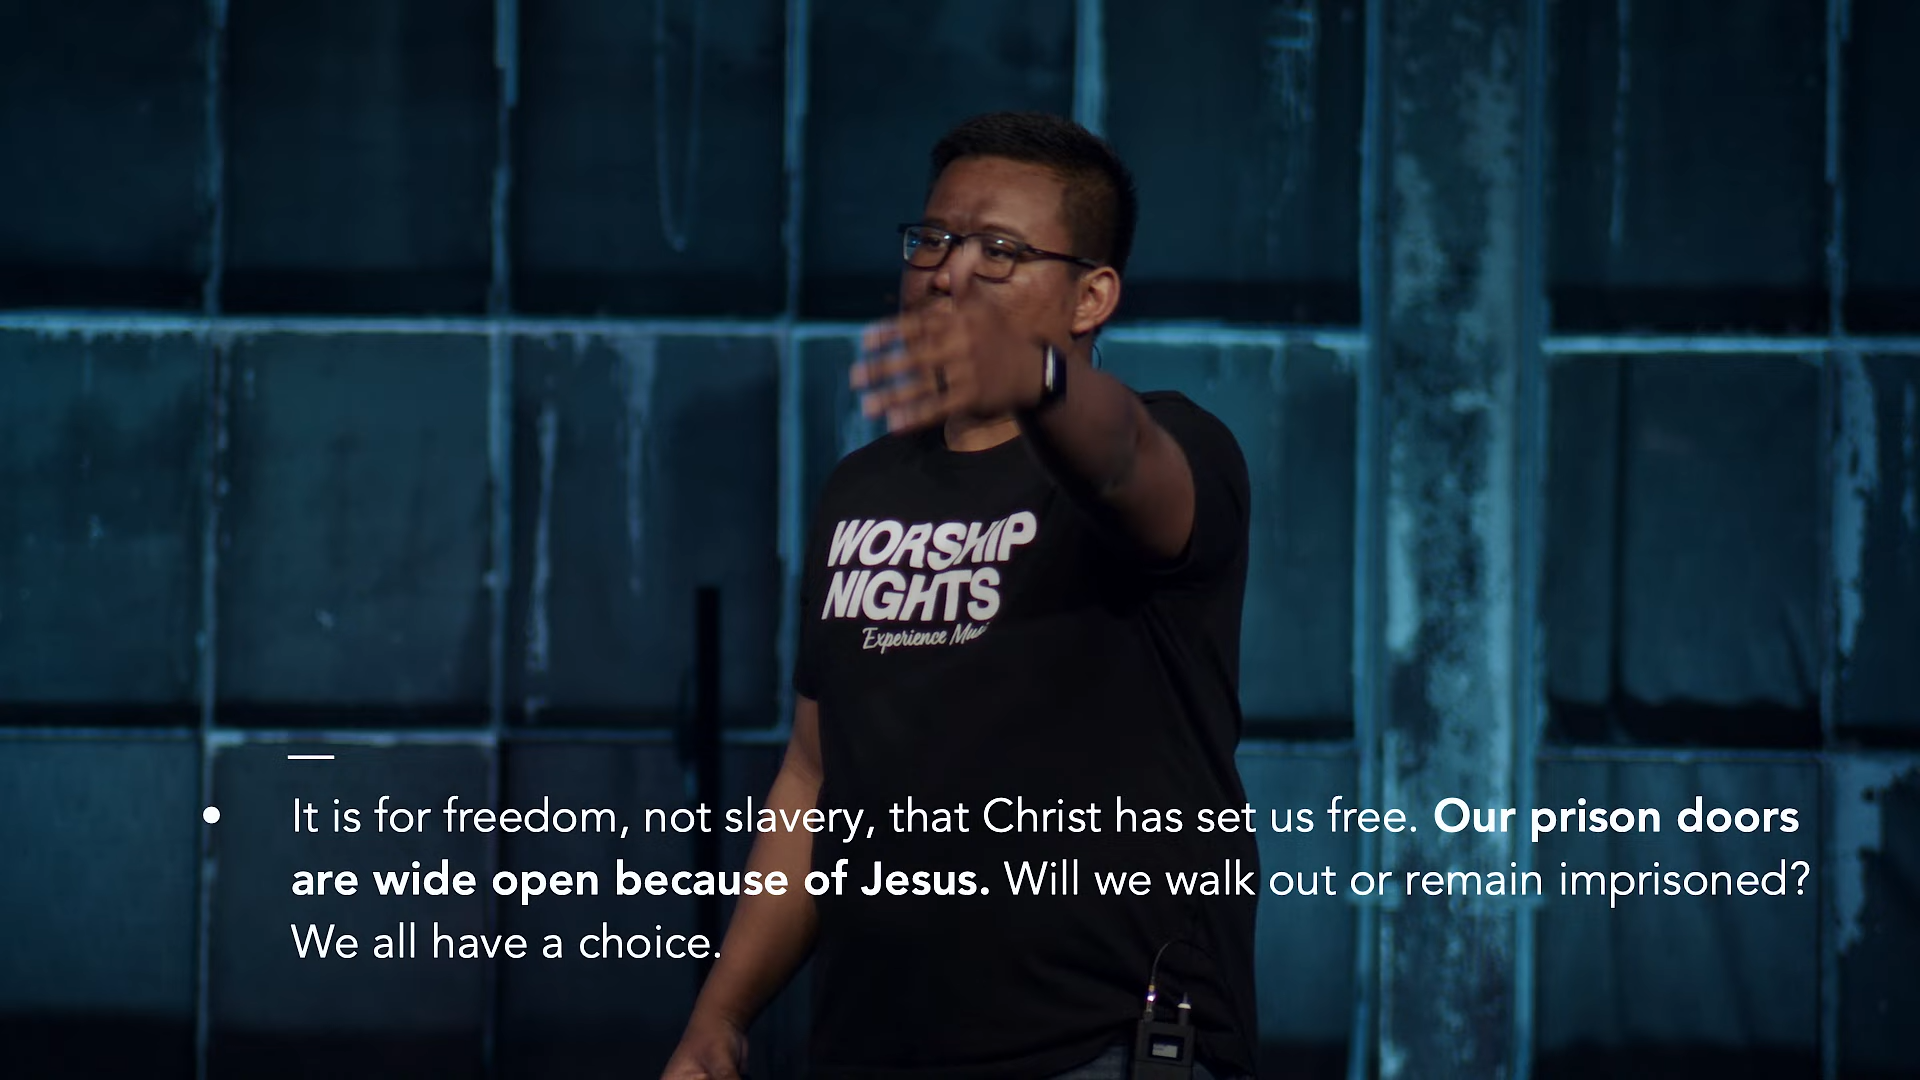 WORSHIP
NIGHTS
Experience
• It is for freedom, not slavery, that Christ has set us free. Our prison doors
are wide open because of Jesus. Will we walk out or remain imprisoned?
We all have a choice.